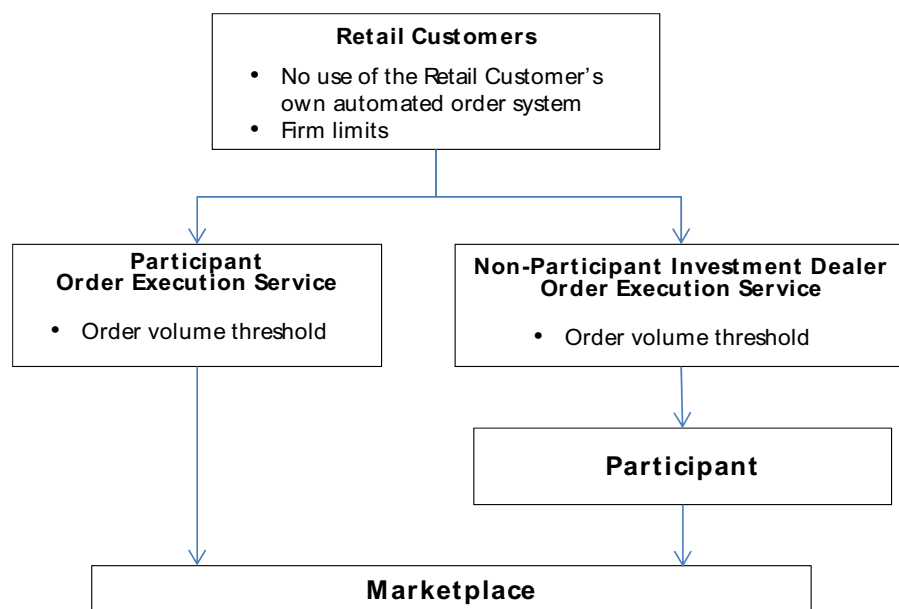 Retail Customers
• No use of the Retail Customer's
own automated order system
• Firm limits
Participant
Order Execution Service
• Order volume threshold
Non-Participant Investment Dealer
Order Execution Service
• Order volume threshold
Participant
Marketplace